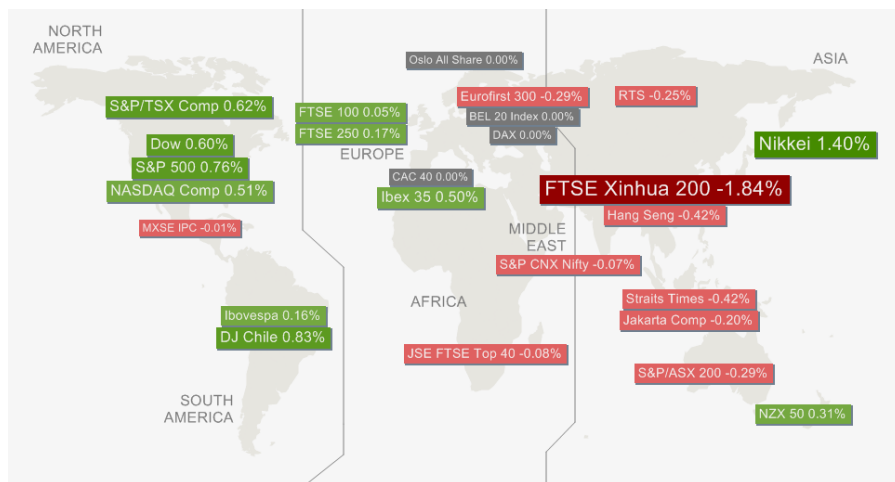 NORTH
AMERICA
S&P/TSX Comp 0.62%
Dow 0.60%
S&P 500 0.76%
NASDAQ Comp 0.51%
MXSE IPC -0.01%
Ibovespa 0.16%
DJ Chile 0.83%
SOUTH
AMERICA
Oslo All Share 0.00%
Eurofirst 300 -0.29%
FTSE 100 0.05%
BEL 20 Index 0.00%
FTSE 250 0.17%
DAX 0.00%
EUROPE
CAC 40 0.00%
Ibex 35 0.50%
MIDDLE
EAST
S&P CNX Nifty -0.07%
AFRICA
JSE FTSE Top 40 -0.08%
ASIA
RTS -0.25%
Nikkei 1.40%
FTSE Xinhua 200 -1.84%
Hang Seng -0.42%
Straits Times -0.42%
Jakarta Comp -0.20%
S&P/ASX 200 -0.29%
NZX 50 0.31%